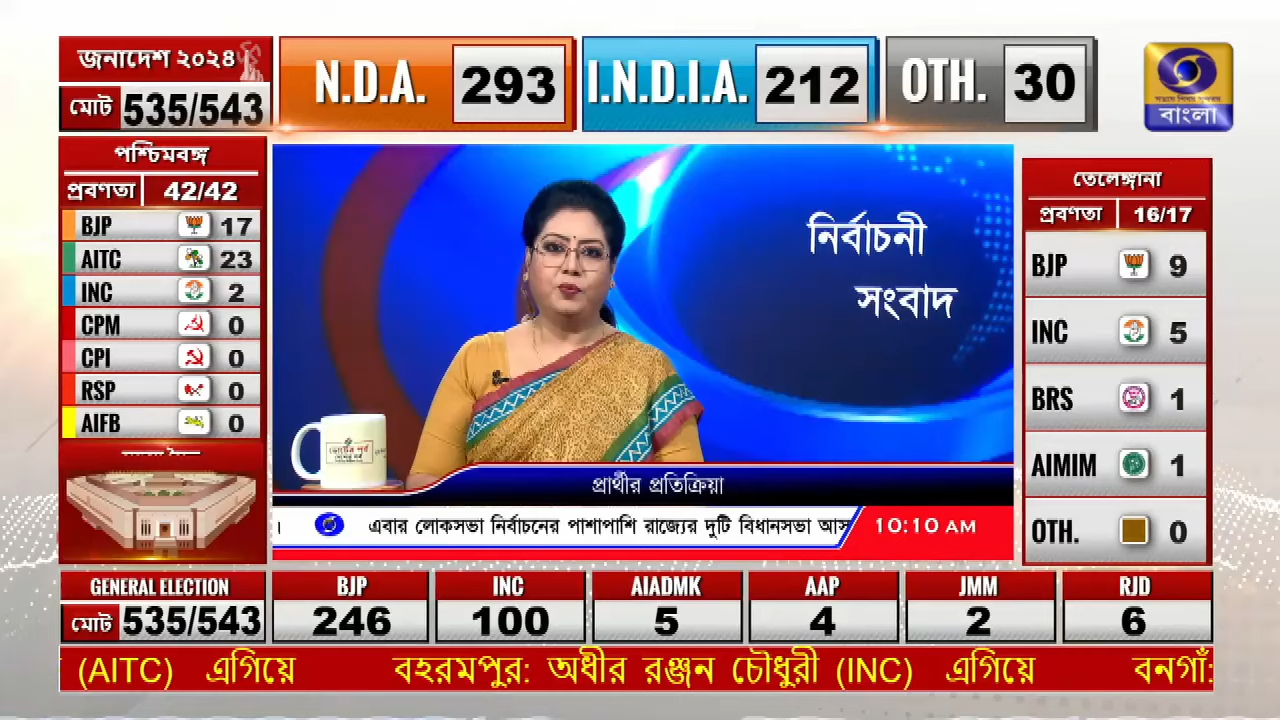 জনাদেশ ২০২৪
মোট 535/543
N.D.A. 293
I.N.D.I.A. 212
OTH. 30
বাংলা
পশ্চিমবঙ্গ
প্রবণতা 42/42
BJP 17
AITC 23
INC 2
CPM 0
CPI 0
RSP 0
AIFB 0
নির্বাচনী
সংবাদ
তেলেঙ্গানা
প্রবণতা 16/17
BJP 9
INC 5
BRS 1
AIMIM 1
OTH. 0
প্রার্থীর প্রতিক্রিয়া
। এবার লোকসভা নির্বাচনের পাশাপাশি রাজ্যের দুটি বিধানসভা আস
10:10 AM
GENERAL ELECTION
মোট 535/543
BJP 246
INC 100
AIADMK 5
AAP 4
JMM 2
RJD 6
(AITC) এগিয়ে বহরমপুর: অধীর রঞ্জন চৌধুরী (INC) এগিয়ে বনগাঁ: